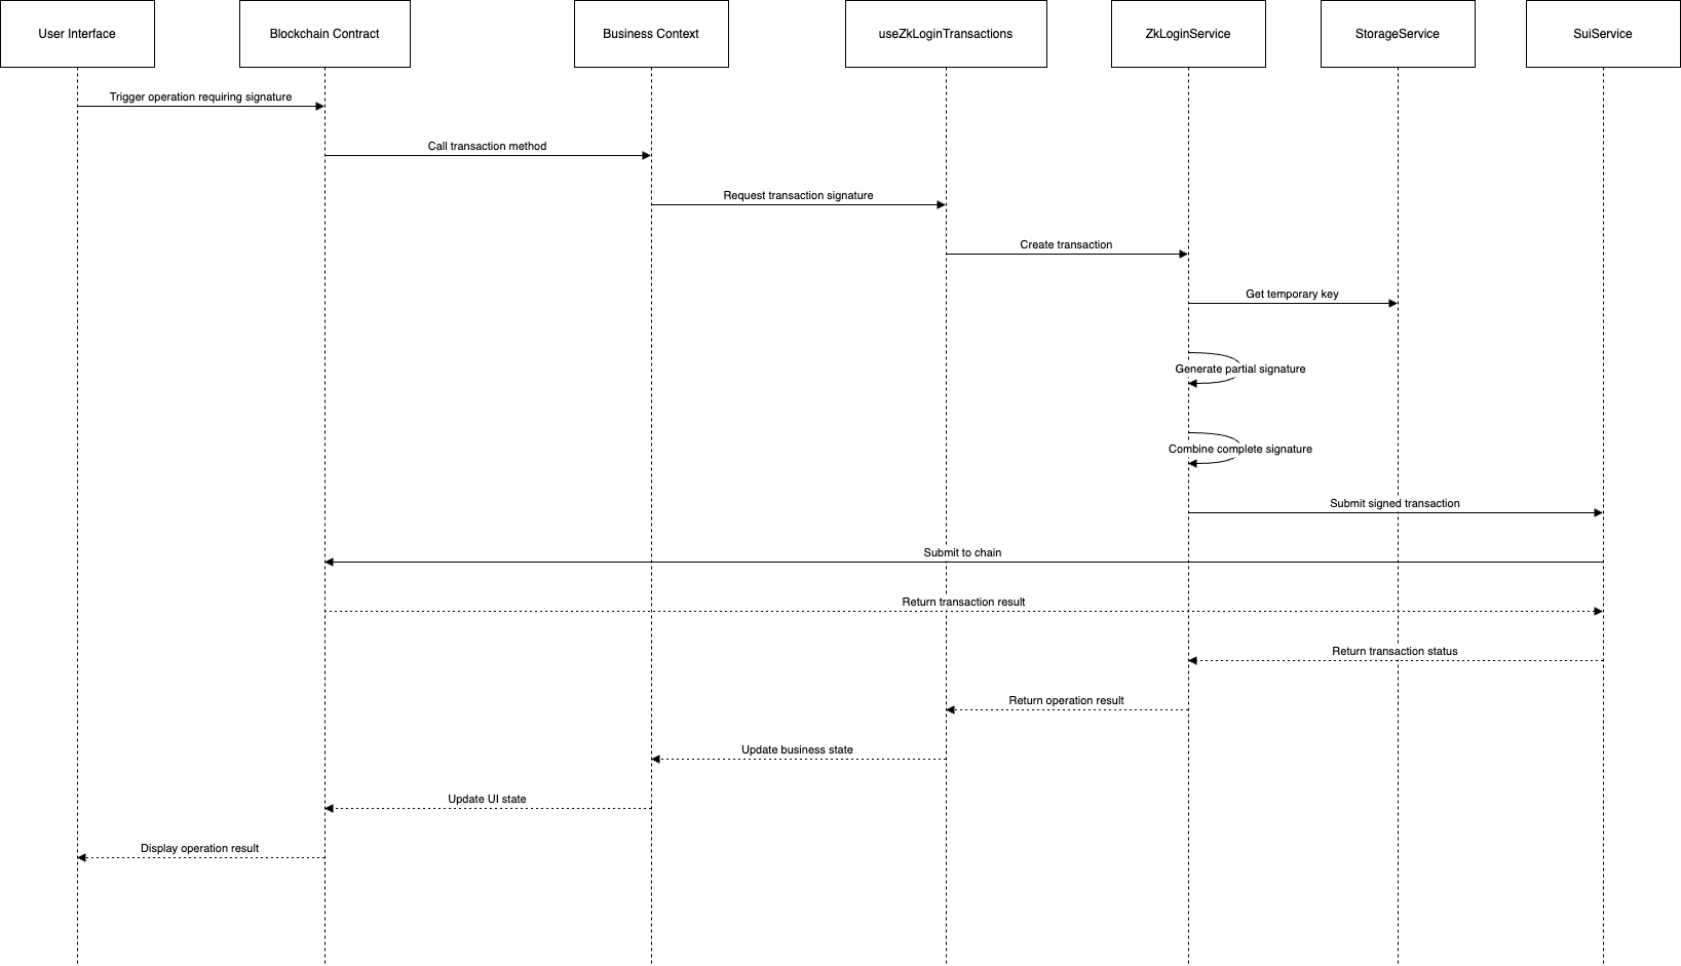 User Interface
Blockchain Contract
Business Context
useZkLoginTransactions
ZkLoginService
StorageService
SuiService
Trigger operation requiring signature
Call transaction method
Request transaction signature
Create transaction
Get temporary key
Generate partial signature
Combine complete signature
Submit signed transaction
Submit to chain
Return transaction result
Return transaction status
Return operation result
Update business state
Update UI state
Display operation result